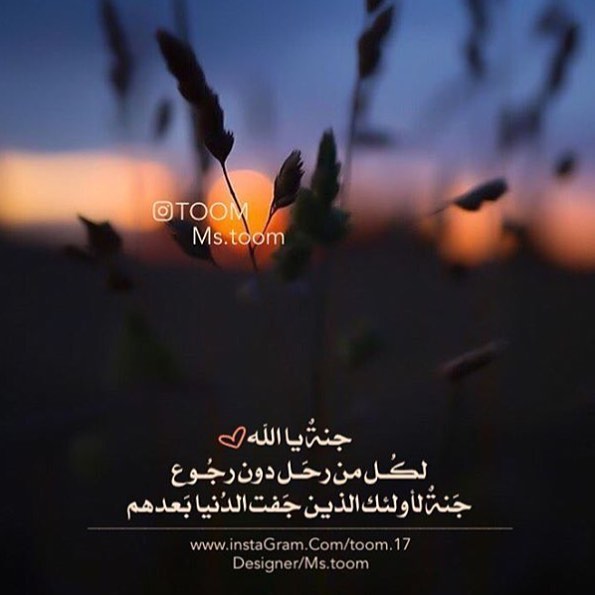 TOOM
Ms.toom
جنةٌ يا الله
لكُل من رحَل دون رجُوع
جَنةٌ لأولئك الذين جَفت الدُنيا بَعدهم
www.instaGram.Com/toom.17
Designer/Ms.toom